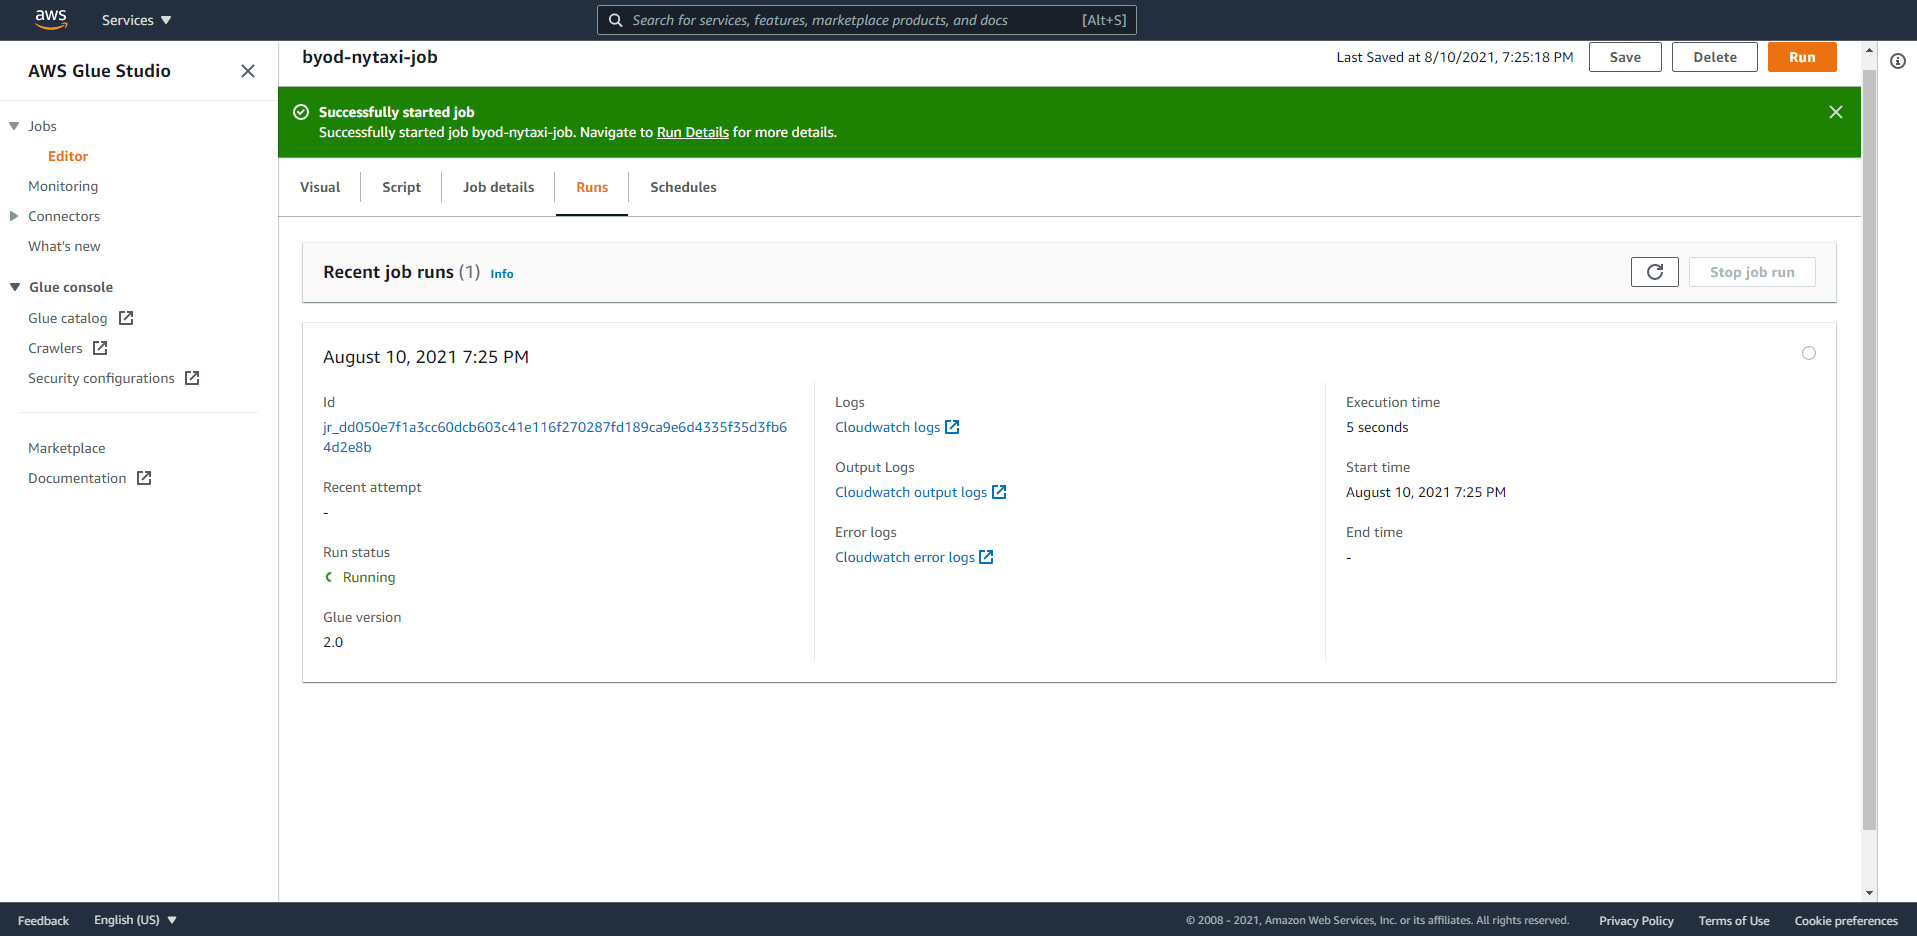 aws
Services
Search for services, features, marketplace products, and docs
[Alt+S]
AWS Glue Studio
Jobs
Editor
Monitoring
Connectors
What's new
Glue console
Glue catalog
Crawlers
Security configurations
Marketplace
Documentation
byod-nytaxi-job
Last Saved at 8/10/2021, 7:25:18 PM
Save
Delete
Run
Successfully started job
Successfully started job byod-nytaxi-job. Navigate to Run Details for more details.
Visual
Script
Job details
Runs
Schedules
Recent job runs (1) Info
Stop job run
August 10, 2021 7:25 PM
Id
jr_dd050e7f1a3cc60dcb603c41e116f270287fd189ca9e6d4335f35d3fb6
4d2e8b
Recent attempt
-
Run status
Running
Glue version
2.0
Logs
Cloudwatch logs
Output Logs
Cloudwatch output logs
Error logs
Cloudwatch error logs
Execution time
5 seconds
Start time
August 10, 2021 7:25 PM
End time
-
Feedback
English (US)
© 2008 - 2021, Amazon Web Services, Inc. or its affiliates. All rights reserved.
Privacy Policy
Terms of Use
Cookie preferences